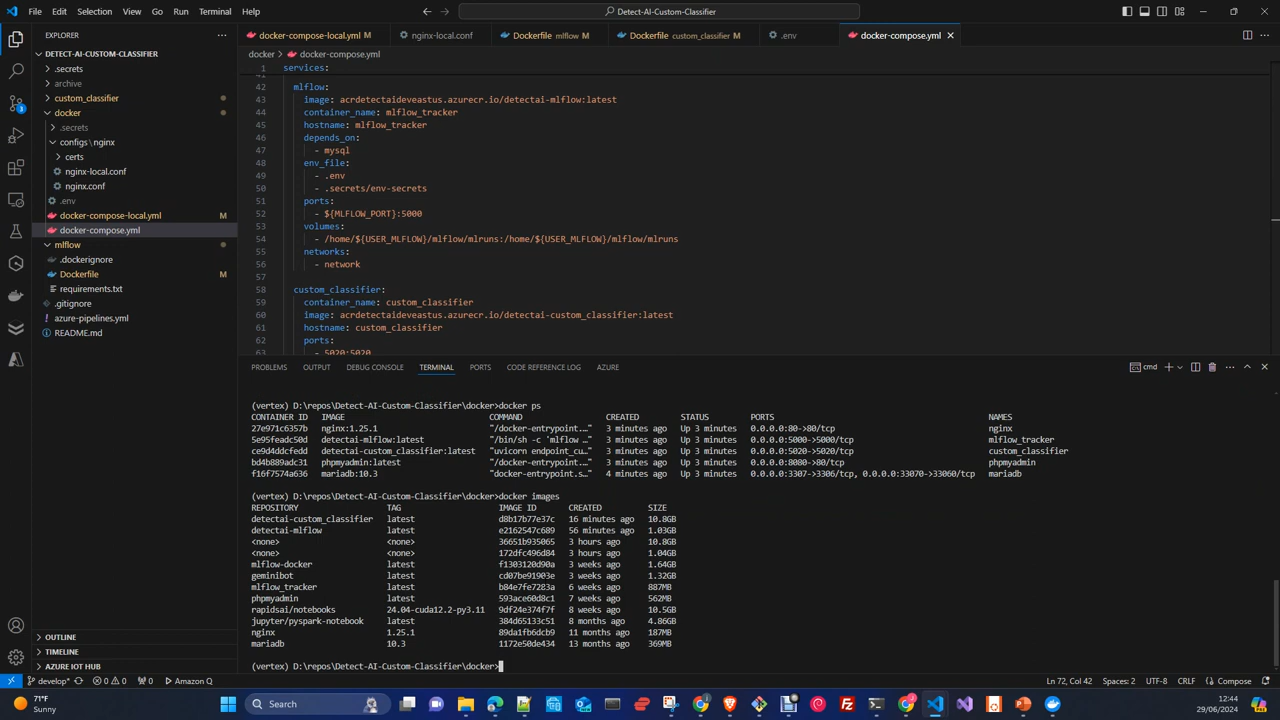 File Edit Selection View Go Run Terminal Help
Detect-AI-Custom-Classifier
EXPLORER
docker-compose-local.yml M
nginx-local.conf
Dockerfile mlflow M
Dockerfile custom_classifier M
.env
docker-compose.yml
DETECT-AI-CUSTOM-CLASSIFIER
.secrets
archive
custom_classifier
docker
.secrets
configs\nginx
certs
nginx-local.conf
nginx.conf
.env
docker-compose-local.yml M
docker-compose.yml
mlflow
.dockerignore
Dockerfile M
requirements.txt
.gitignore
azure-pipelines.yml
README.md
OUTLINE
TIMELINE
AZURE IOT HUB
docker > docker-compose.yml
1 services:
41
42 mlflow:
43 image: acrdetectaideveastus.azurecr.io/detectai-mlflow:latest
44 container_name: mlflow_tracker
45 hostname: mlflow_tracker
46 depends_on:
47 - mysql
48 env_file:
49 - .env
50 - .secrets/env-secrets
51 ports:
52 - ${MLFLOW_PORT}:5000
53 volumes:
54 - /home/${USER_MLFLOW}/mlflow/mlruns:/home/${USER_MLFLOW}/mlflow/mlruns
55 networks:
56 - network
57
58 custom_classifier:
59 container_name: custom_classifier
60 image: acrdetectaideveastus.azurecr.io/detectai-custom_classifier:latest
61 hostname: custom_classifier
62 ports:
63 - 5020:5020
PROBLEMS OUTPUT DEBUG CONSOLE TERMINAL PORTS CODE REFERENCE LOG AZURE
cmd
(vertex) D:\repos\Detect-AI-Custom-Classifier\docker>docker ps
CONTAINER ID IMAGE COMMAND CREATED STATUS PORTS NAMES
27e971c6357b nginx:1.25.1 "/docker-entrypoint.…" 3 minutes ago Up 3 minutes 0.0.0.0:80->80/tcp nginx
5e95feadc50d detectai-mlflow:latest "/bin/sh -c 'mlflow …" 3 minutes ago Up 3 minutes 0.0.0.0:5000->5000/tcp mlflow_tracker
ce9d4ddcfedd detectai-custom_classifier:latest "uvicorn endpoint_cu…" 3 minutes ago Up 3 minutes 0.0.0.0:5020->5020/tcp custom_classifier
bd4b889adc31 phpmyadmin:latest "/docker-entrypoint.…" 3 minutes ago Up 3 minutes 0.0.0.0:8080->80/tcp phpmyadmin
f16f7574a636 mariadb:10.3 "docker-entrypoint.s…" 4 minutes ago Up 3 minutes 0.0.0.0:3307->3306/tcp, 0.0.0.0:33070->33060/tcp mariadb
(vertex) D:\repos\Detect-AI-Custom-Classifier\docker>docker images
REPOSITORY TAG IMAGE ID CREATED SIZE
detectai-custom_classifier latest d8b17b77e37c 16 minutes ago 10.8GB
detectai-mlflow latest e2162547c689 56 minutes ago 1.03GB
<none> <none> 36651b935065 3 hours ago 10.8GB
<none> <none> 172dfc496d84 3 hours ago 1.04GB
mlflow-docker latest f1303120d90a 3 weeks ago 1.64GB
geminibot latest cd07be91903e 3 weeks ago 1.32GB
mlflow_tracker latest b84e7fe7283a 6 weeks ago 887MB
phpmyadmin latest 593ace60d8c1 7 weeks ago 562MB
rapidsai/notebooks 24.04-cuda12.2-py3.11 9df24e374f7f 8 weeks ago 10.5GB
jupyter/pyspark-notebook latest 384d65133c51 8 months ago 4.86GB
nginx 1.25.1 89da1fb6dcb9 11 months ago 187MB
mariadb 10.3 1172e50de434 13 months ago 369MB
(vertex) D:\repos\Detect-AI-Custom-Classifier\docker>
develop* 0 0 0 Amazon Q
Ln 72, Col 42 Spaces: 2 UTF-8 CRLF Compose
71°F
Sunny
Search
12:44
29/06/2024